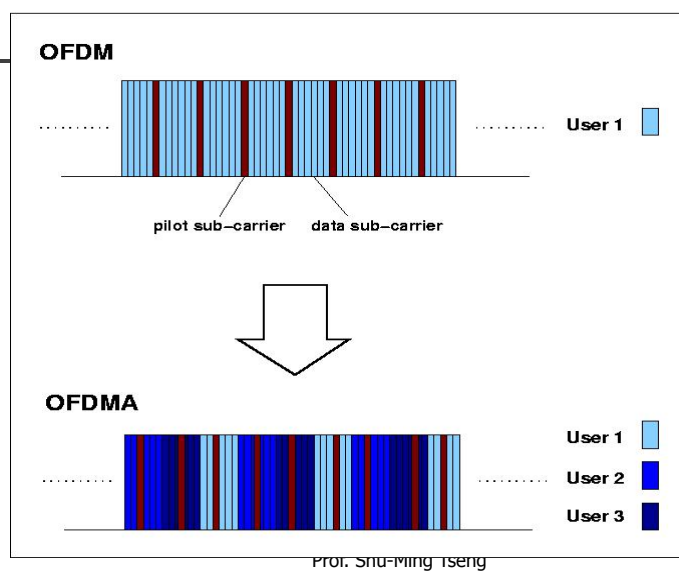 OFDM
User 1
pilot sub-carrier data sub-carrier
OFDMA
User 1
User 2
User 3
Prof. Shu-Ming Tseng